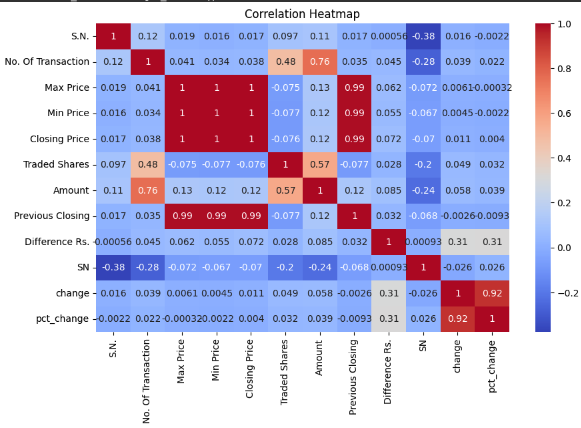 Correlation Heatmap
S.N. 1 0.12 0.019 0.016 0.017 0.097 0.11 0.017 0.00056 -0.38 0.016 -0.0022
No. Of Transaction 0.12 1 0.041 0.034 0.038 0.48 0.76 0.035 0.045 -0.28 0.039 0.022
Max Price 0.019 0.041 1 1 1 -0.075 0.13 0.99 0.062 -0.072 0.0061 -0.00032
Min Price 0.016 0.034 1 1 1 -0.077 0.12 0.99 0.055 -0.067 0.0045 -0.0022
Closing Price 0.017 0.038 1 1 1 -0.076 0.12 0.99 0.072 -0.07 0.011 0.004
Traded Shares 0.097 0.48 -0.075 -0.077 -0.076 1 0.57 -0.077 0.028 -0.2 0.049 0.032
Amount 0.11 0.76 0.13 0.12 0.12 0.57 1 0.12 0.085 -0.24 0.058 0.039
Previous Closing 0.017 0.035 0.99 0.99 0.99 -0.077 0.12 1 0.032 -0.068 -0.0026 -0.0093
Difference Rs. 0.00056 0.045 0.062 0.055 0.072 0.028 0.085 0.032 1 0.00093 0.31 0.31
SN -0.38 -0.28 -0.072 -0.067 -0.07 -0.2 -0.24 -0.068 0.00093 1 -0.026 0.026
change 0.016 0.039 0.0061 0.0045 0.011 0.049 0.058 -0.0026 0.31 -0.026 1 0.92
pct_change -0.0022 0.022 -0.00032 -0.0022 0.004 0.032 0.039 -0.0093 0.31 0.026 0.92 1
S.N.
No. Of Transaction
Max Price
Min Price
Closing Price
Traded Shares
Amount
Previous Closing
Difference Rs.
SN
change
pct_change
1.0
0.8
0.6
0.4
0.2
0.0
−0.2